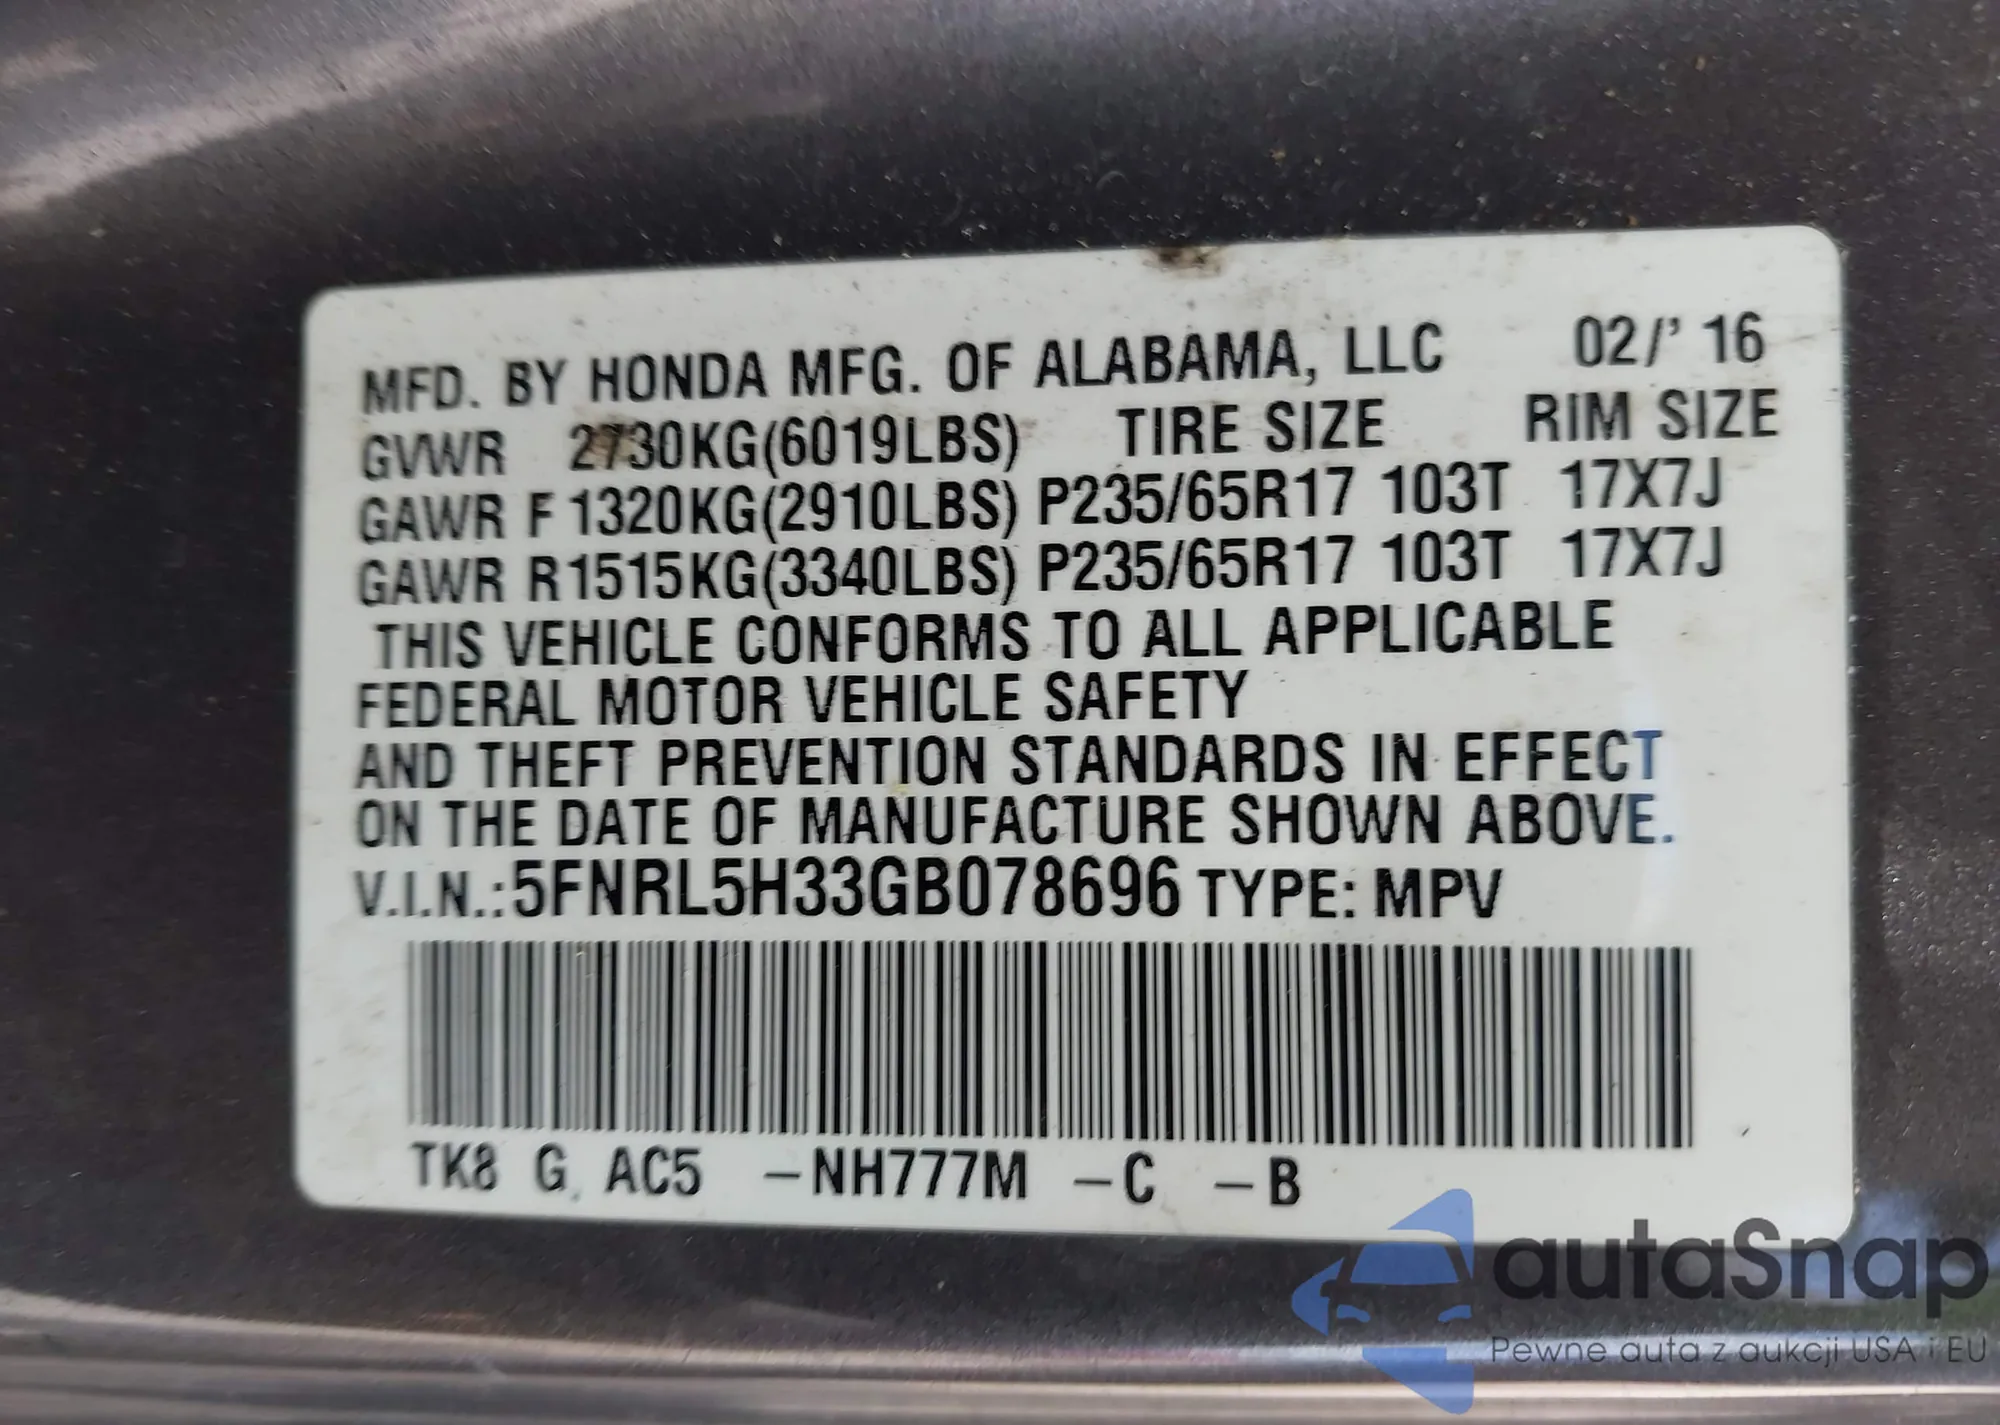 MFD. BY HONDA MFG. OF ALABAMA, LLC 02/' 16
GVWR 2730KG(6019LBS) TIRE SIZE RIM SIZE
GAWR F 1320KG(2910LBS) P235/65R17 103T 17X7J
GAWR R1515KG(3340LBS) P235/65R17 103T 17X7J
THIS VEHICLE CONFORMS TO ALL APPLICABLE
FEDERAL MOTOR VEHICLE SAFETY
AND THEFT PREVENTION STANDARDS IN EFFECT
ON THE DATE OF MANUFACTURE SHOWN ABOVE.
V.I.N.:5FNRL5H33GB078696 TYPE: MPV
TK8 G AC5 -NH777M -C -B
autaSnap
Pewne auta z aukcji USA i EU